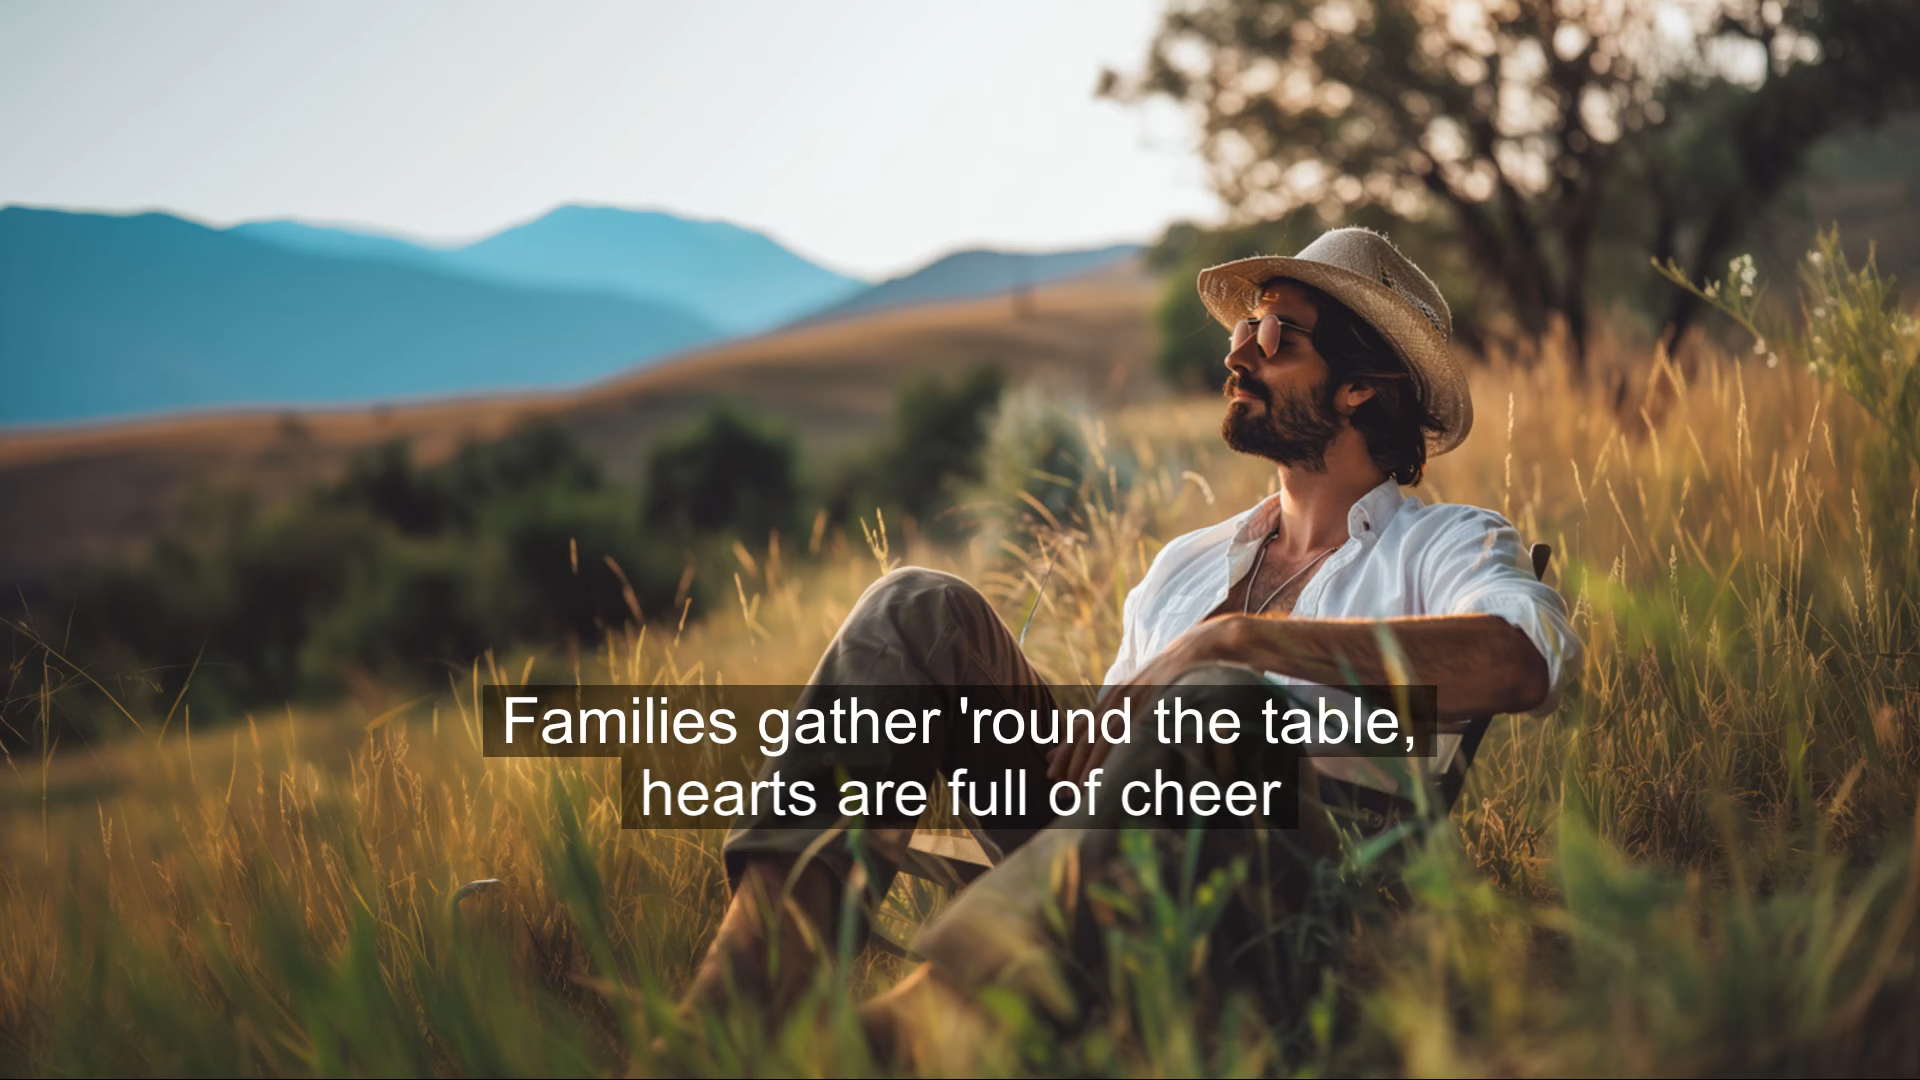 Families gather 'round the table,
hearts are full of cheer